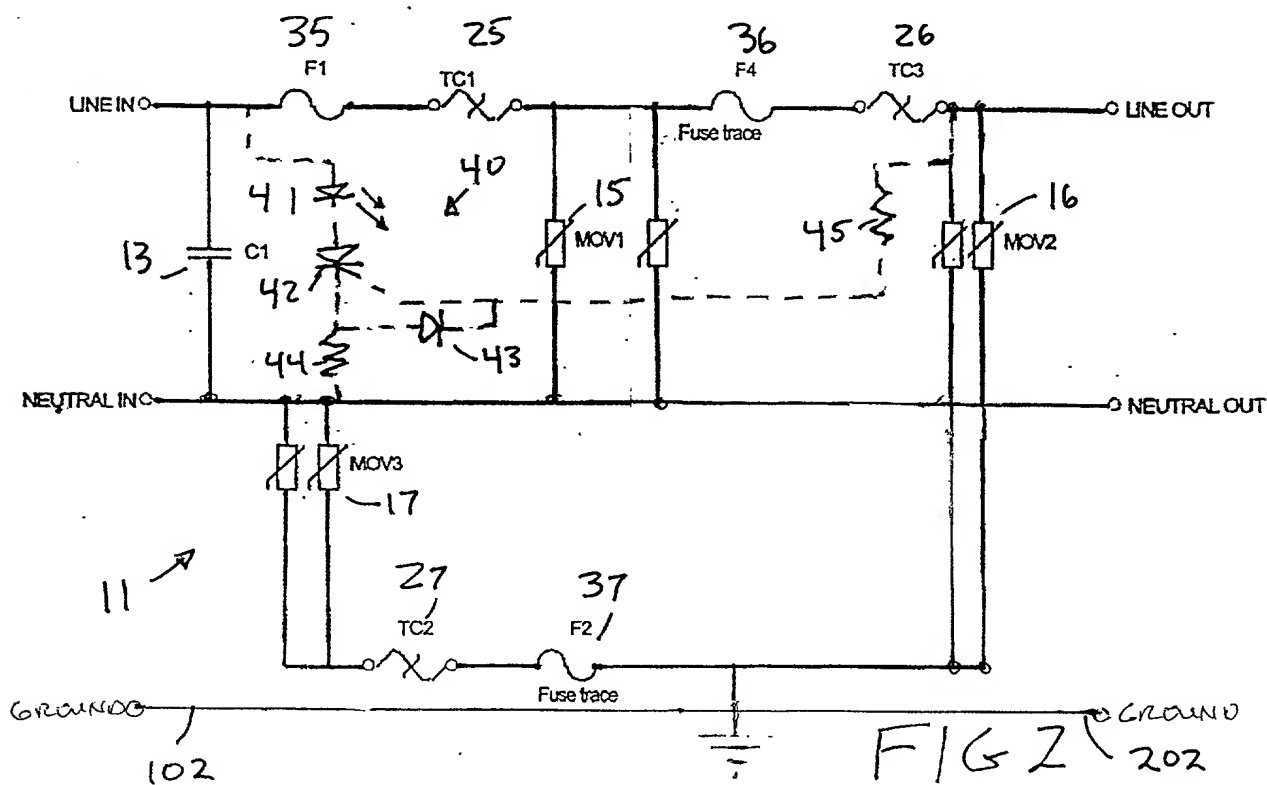 35 25 36 26
F1 TC1 F4 TC3
LINE IN LINE OUT
Fuse trace
41 40 15 45 16
13 C1 MOV1 MOV2
42
44 43
NEUTRAL IN NEUTRAL OUT
MOV3
17
11 27 37
TC2 F2
Fuse trace
GROUND GROUND
102 FIG 2 202